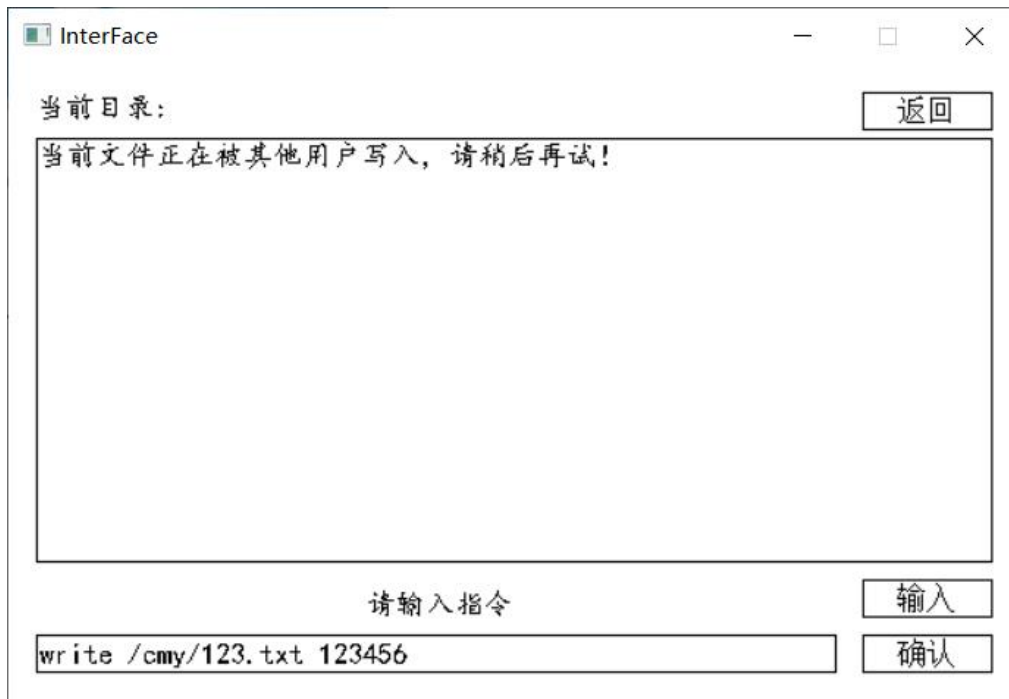 InterFace
当前目录:
返回
当前文件正在被其他用户写入, 请稍后再试!
请输入指令
输入
write /cmy/123.txt 123456
确认